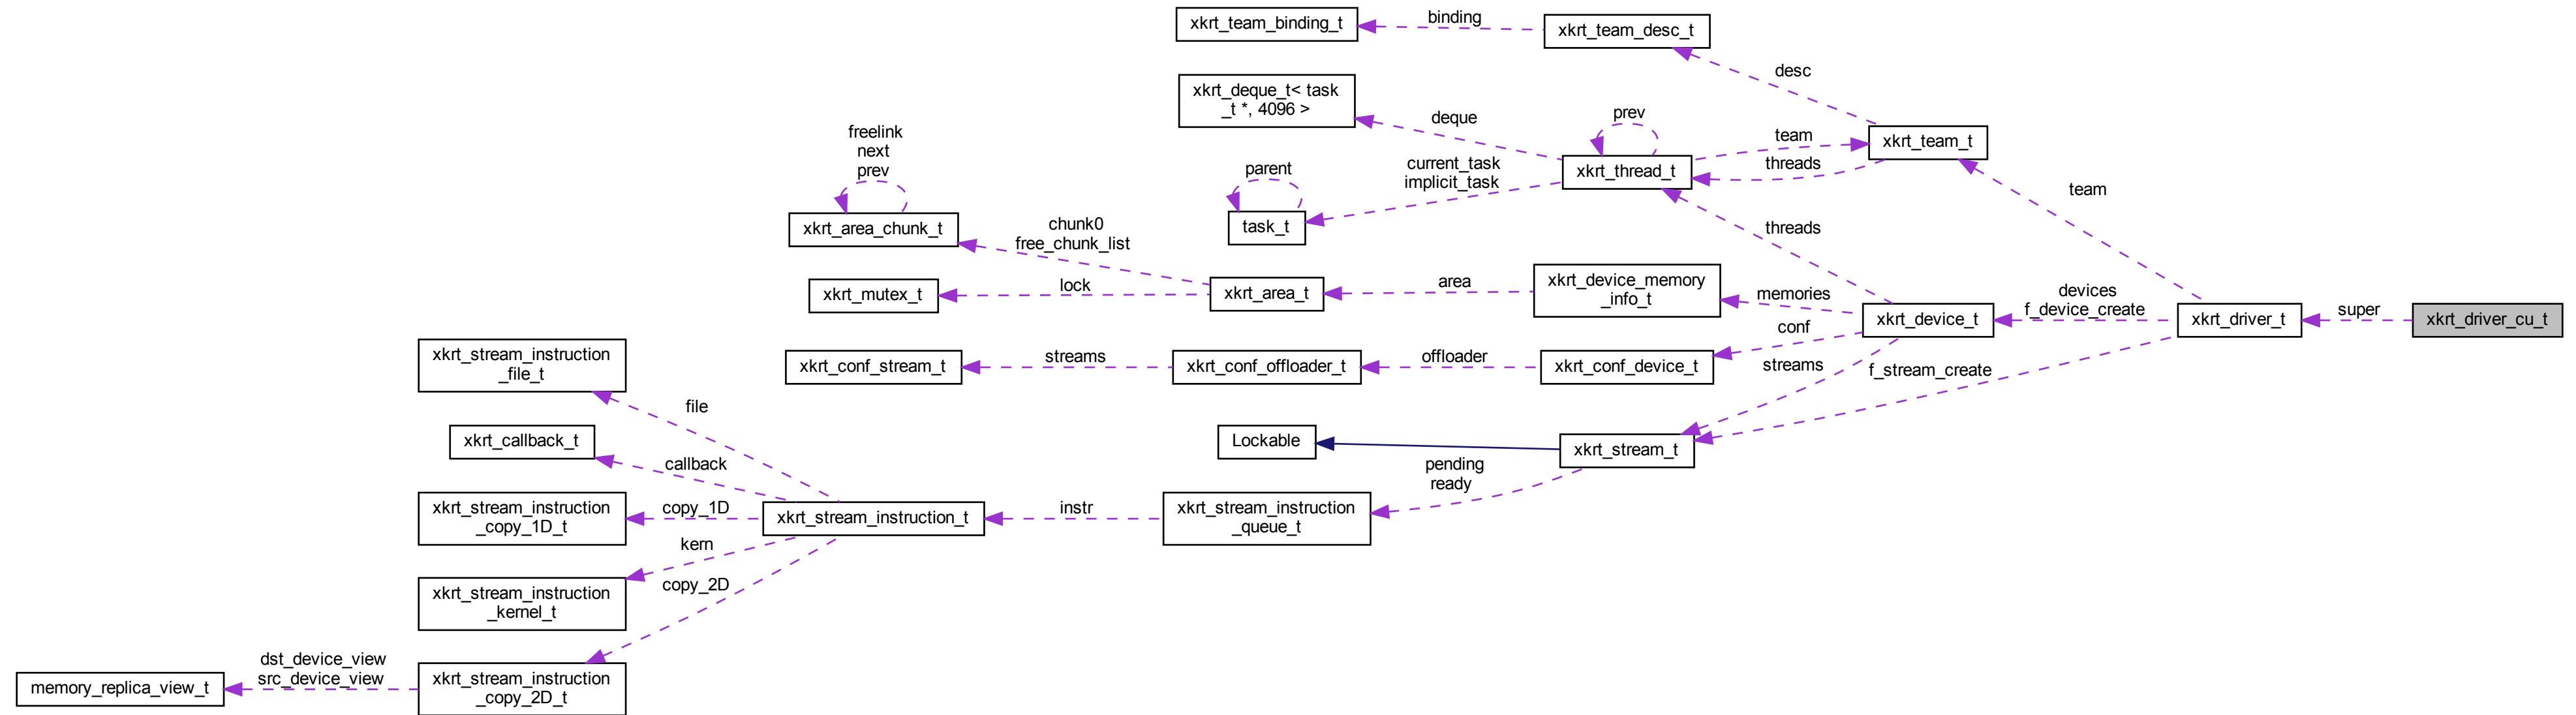 xkrt_team_binding_t
binding
xkrt_team_desc_t
desc
xkrt_deque_t< task
_t *, 4096 >
deque
prev
team
threads
xkrt_team_t
xkrt_thread_t
current_task
implicit_task
parent
task_t
freelink
next
prev
xkrt_area_chunk_t
chunk0
free_chunk_list
threads
team
xkrt_mutex_t
lock
xkrt_area_t
area
xkrt_device_memory
_info_t
memories
xkrt_device_t
devices
f_device_create
xkrt_driver_t
super
xkrt_driver_cu_t
conf
xkrt_conf_stream_t
streams
xkrt_conf_offloader_t
offloader
xkrt_conf_device_t
streams
f_stream_create
xkrt_stream_instruction
_file_t
file
xkrt_callback_t
callback
Lockable
xkrt_stream_t
pending
ready
xkrt_stream_instruction
_copy_1D_t
copy_1D
xkrt_stream_instruction_t
instr
xkrt_stream_instruction
_queue_t
kern
xkrt_stream_instruction
_kernel_t
copy_2D
memory_replica_view_t
dst_device_view
src_device_view
xkrt_stream_instruction
_copy_2D_t